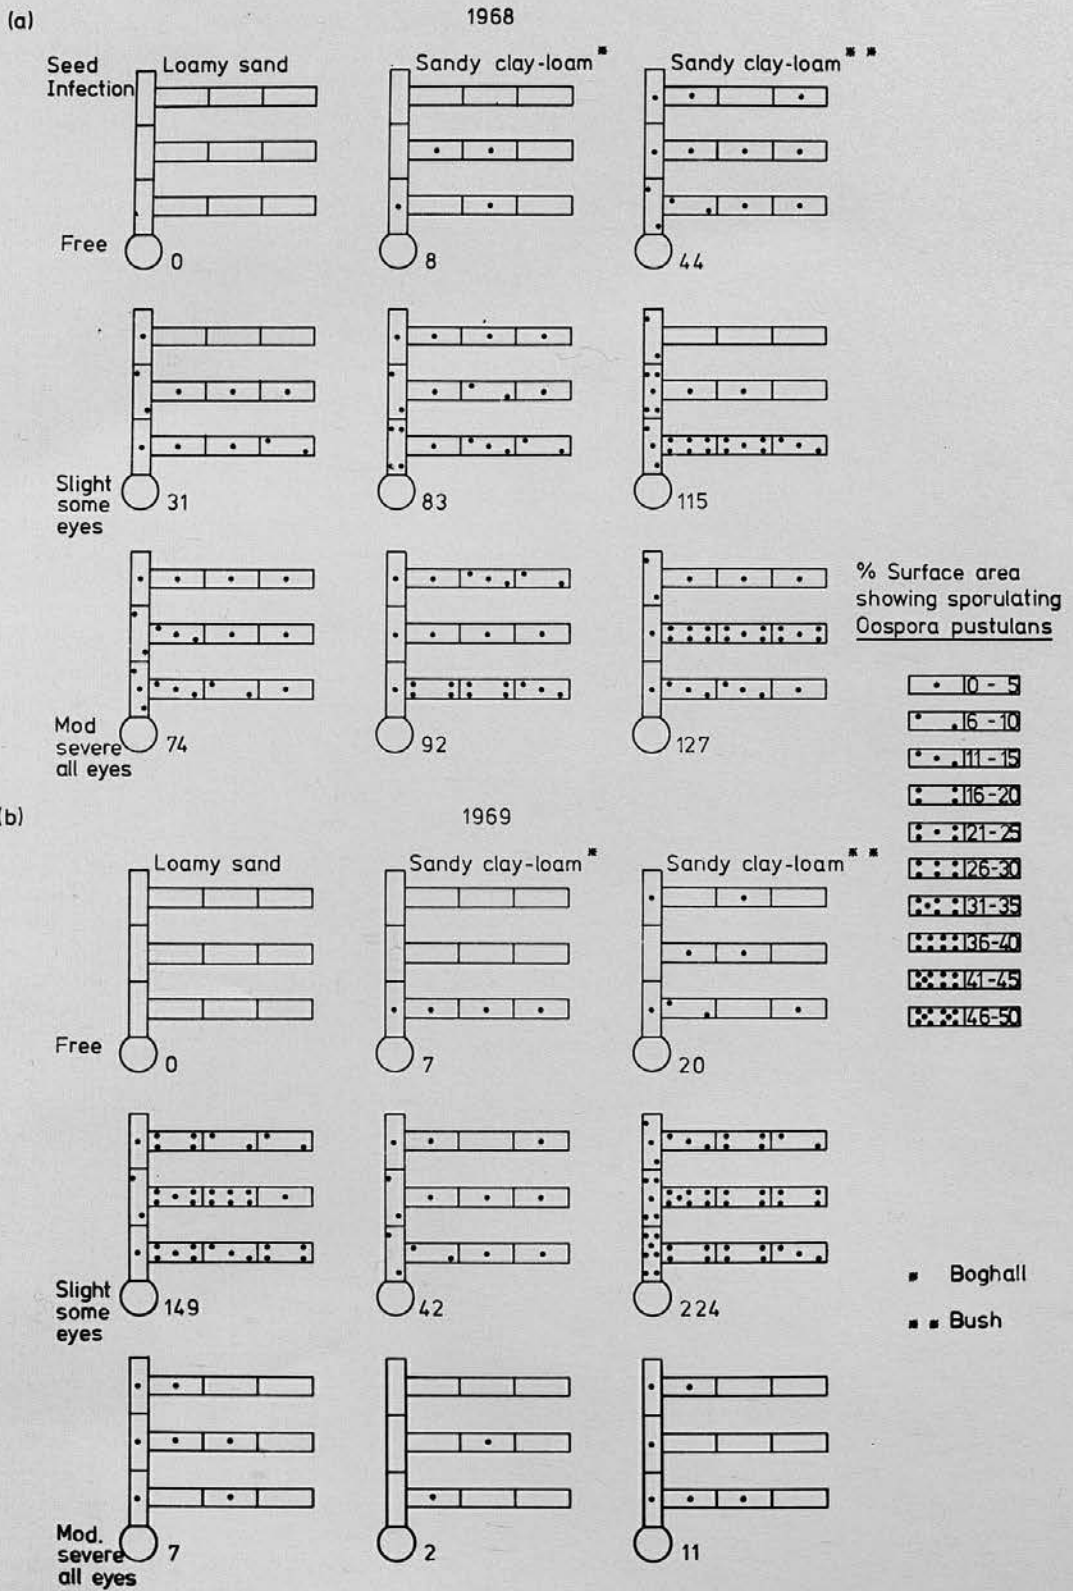 (a)
1968
Seed Infection
Loamy sand
Sandy clay-loam *
Sandy clay-loam * *
Free
0
8
44
Slight
some
eyes
31
83
115
Mod
severe
all eyes
74
92
127
% Surface area
showing sporulating
Oospora pustulans
0 - 5
6 - 10
11 - 15
16-20
21-25
26-30
31-35
36-40
41-45
46-50
(b)
1969
Loamy sand
Sandy clay-loam *
Sandy clay-loam * *
Free
0
7
20
Slight
some
eyes
149
42
224
* Boghall
* * Bush
Mod.
severe
all eyes
7
2
11